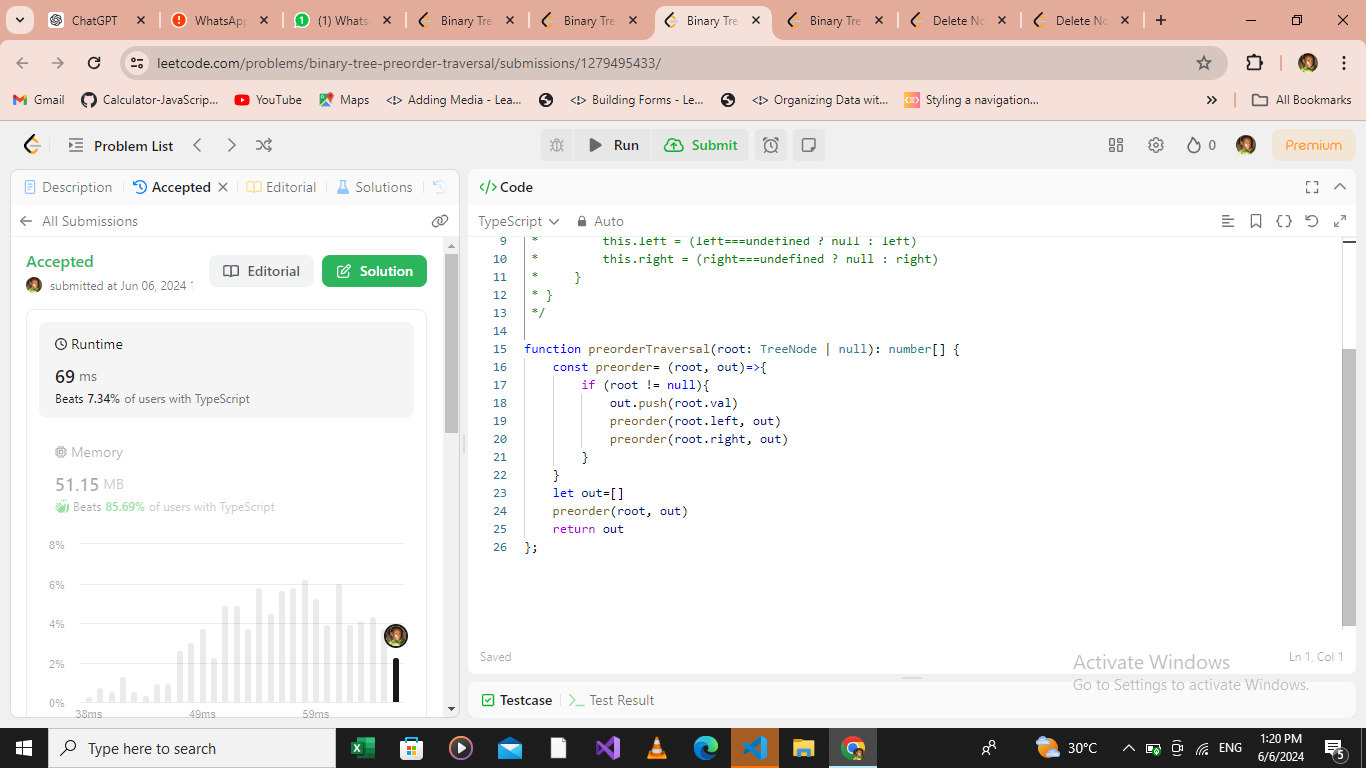 ChatGPT
WhatsApp
(1) Whats
Binary Tre
Binary Tre
Binary Tre
Binary Tre
Delete No
Delete No
leetcode.com/problems/binary-tree-preorder-traversal/submissions/1279495433/
Gmail
Calculator-JavaScrip...
YouTube
Maps
Adding Media - Lea...
Building Forms - Le...
Organizing Data wit...
Styling a navigation...
»
All Bookmarks
Problem List
Run
Submit
0
Premium
Description
Accepted
Editorial
Solutions
</> Code
All Submissions
TypeScript
Auto
Accepted
submitted at Jun 06, 2024 1
Editorial
Solution
Runtime
69 ms
Beats 7.34% of users with TypeScript
Memory
51.15 MB
Beats 85.69% of users with TypeScript
8%
6%
4%
2%
0%
38ms
49ms
59ms
9 * this.left = (left===undefined ? null : left)
10 * this.right = (right===undefined ? null : right)
11 * }
12 * }
13 */
14
15 function preorderTraversal(root: TreeNode | null): number[] {
16 const preorder= (root, out)=>{
17 if (root != null){
18 out.push(root.val)
19 preorder(root.left, out)
20 preorder(root.right, out)
21 }
22 }
23 let out=[]
24 preorder(root, out)
25 return out
26 };
Saved
Ln 1, Col 1
Activate Windows
Go to Settings to activate Windows.
Testcase
Test Result
Type here to search
30°C
ENG
1:20 PM
6/6/2024
5